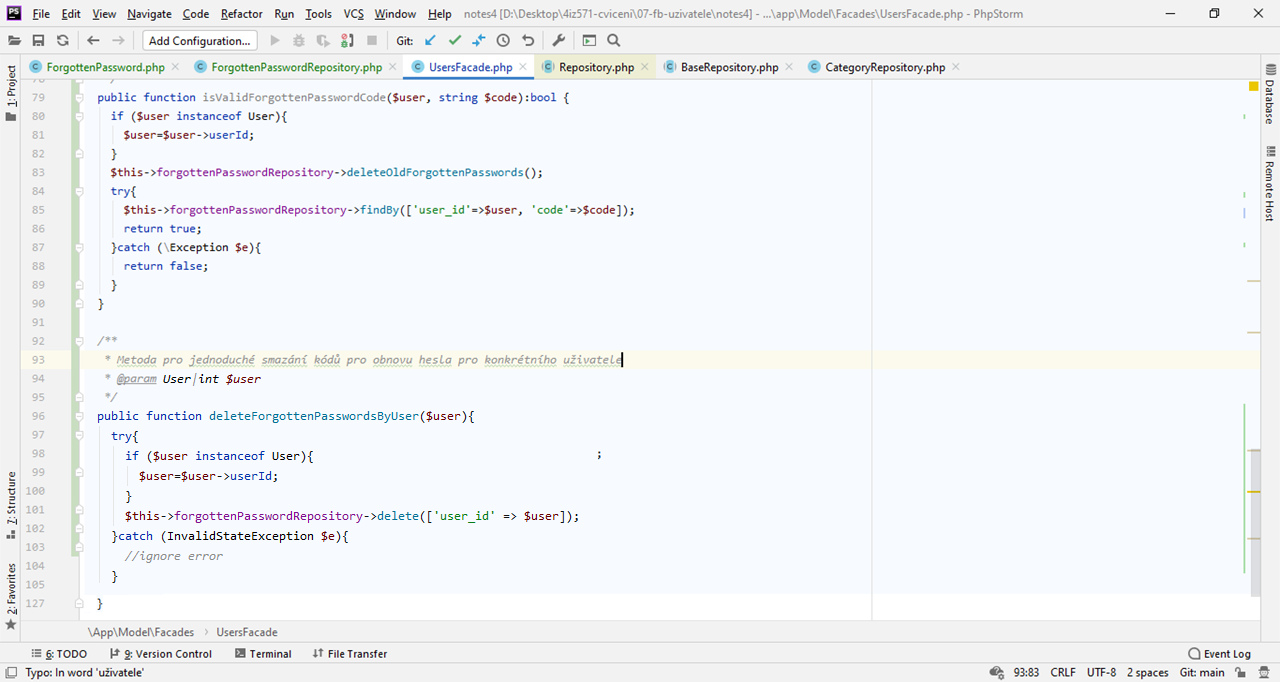 File Edit View Navigate Code Refactor Run Tools VCS Window Help notes4 [D:\Desktop\4iz571-cviceni\07-fb-uzivatele\notes4] - ...\app\Model\Facades\UsersFacade.php - PhpStorm
Add Configuration... Git:
ForgottenPassword.php ForgottenPasswordRepository.php UsersFacade.php Repository.php BaseRepository.php CategoryRepository.php
1: Project
Database
Remote Host
78 */
79 public function isValidForgottenPasswordCode($user, string $code):bool {
80 if ($user instanceof User){
81 $user=$user->userId;
82 }
83 $this->forgottenPasswordRepository->deleteOldForgottenPasswords();
84 try{
85 $this->forgottenPasswordRepository->findBy(['user_id'=>$user, 'code'=>$code]);
86 return true;
87 }catch (\Exception $e){
88 return false;
89 }
90 }
91
92 /**
93 * Metoda pro jednoduché smazání kódů pro obnovu hesla pro konkrétního uživatele
94 * @param User|int $user
95 */
96 public function deleteForgottenPasswordsByUser($user){
97 try{
98 if ($user instanceof User){ ;
99 $user=$user->userId;
100 }
101 $this->forgottenPasswordRepository->delete(['user_id' => $user]);
102 }catch (InvalidStateException $e){
103 //ignore error
104 }
105
127 }
Z: Structure
2: Favorites
\App\Model\Facades › UsersFacade
6: TODO 9: Version Control Terminal File Transfer Event Log
Typo: In word 'uživatele' 93:83 CRLF UTF-8 2 spaces Git: main